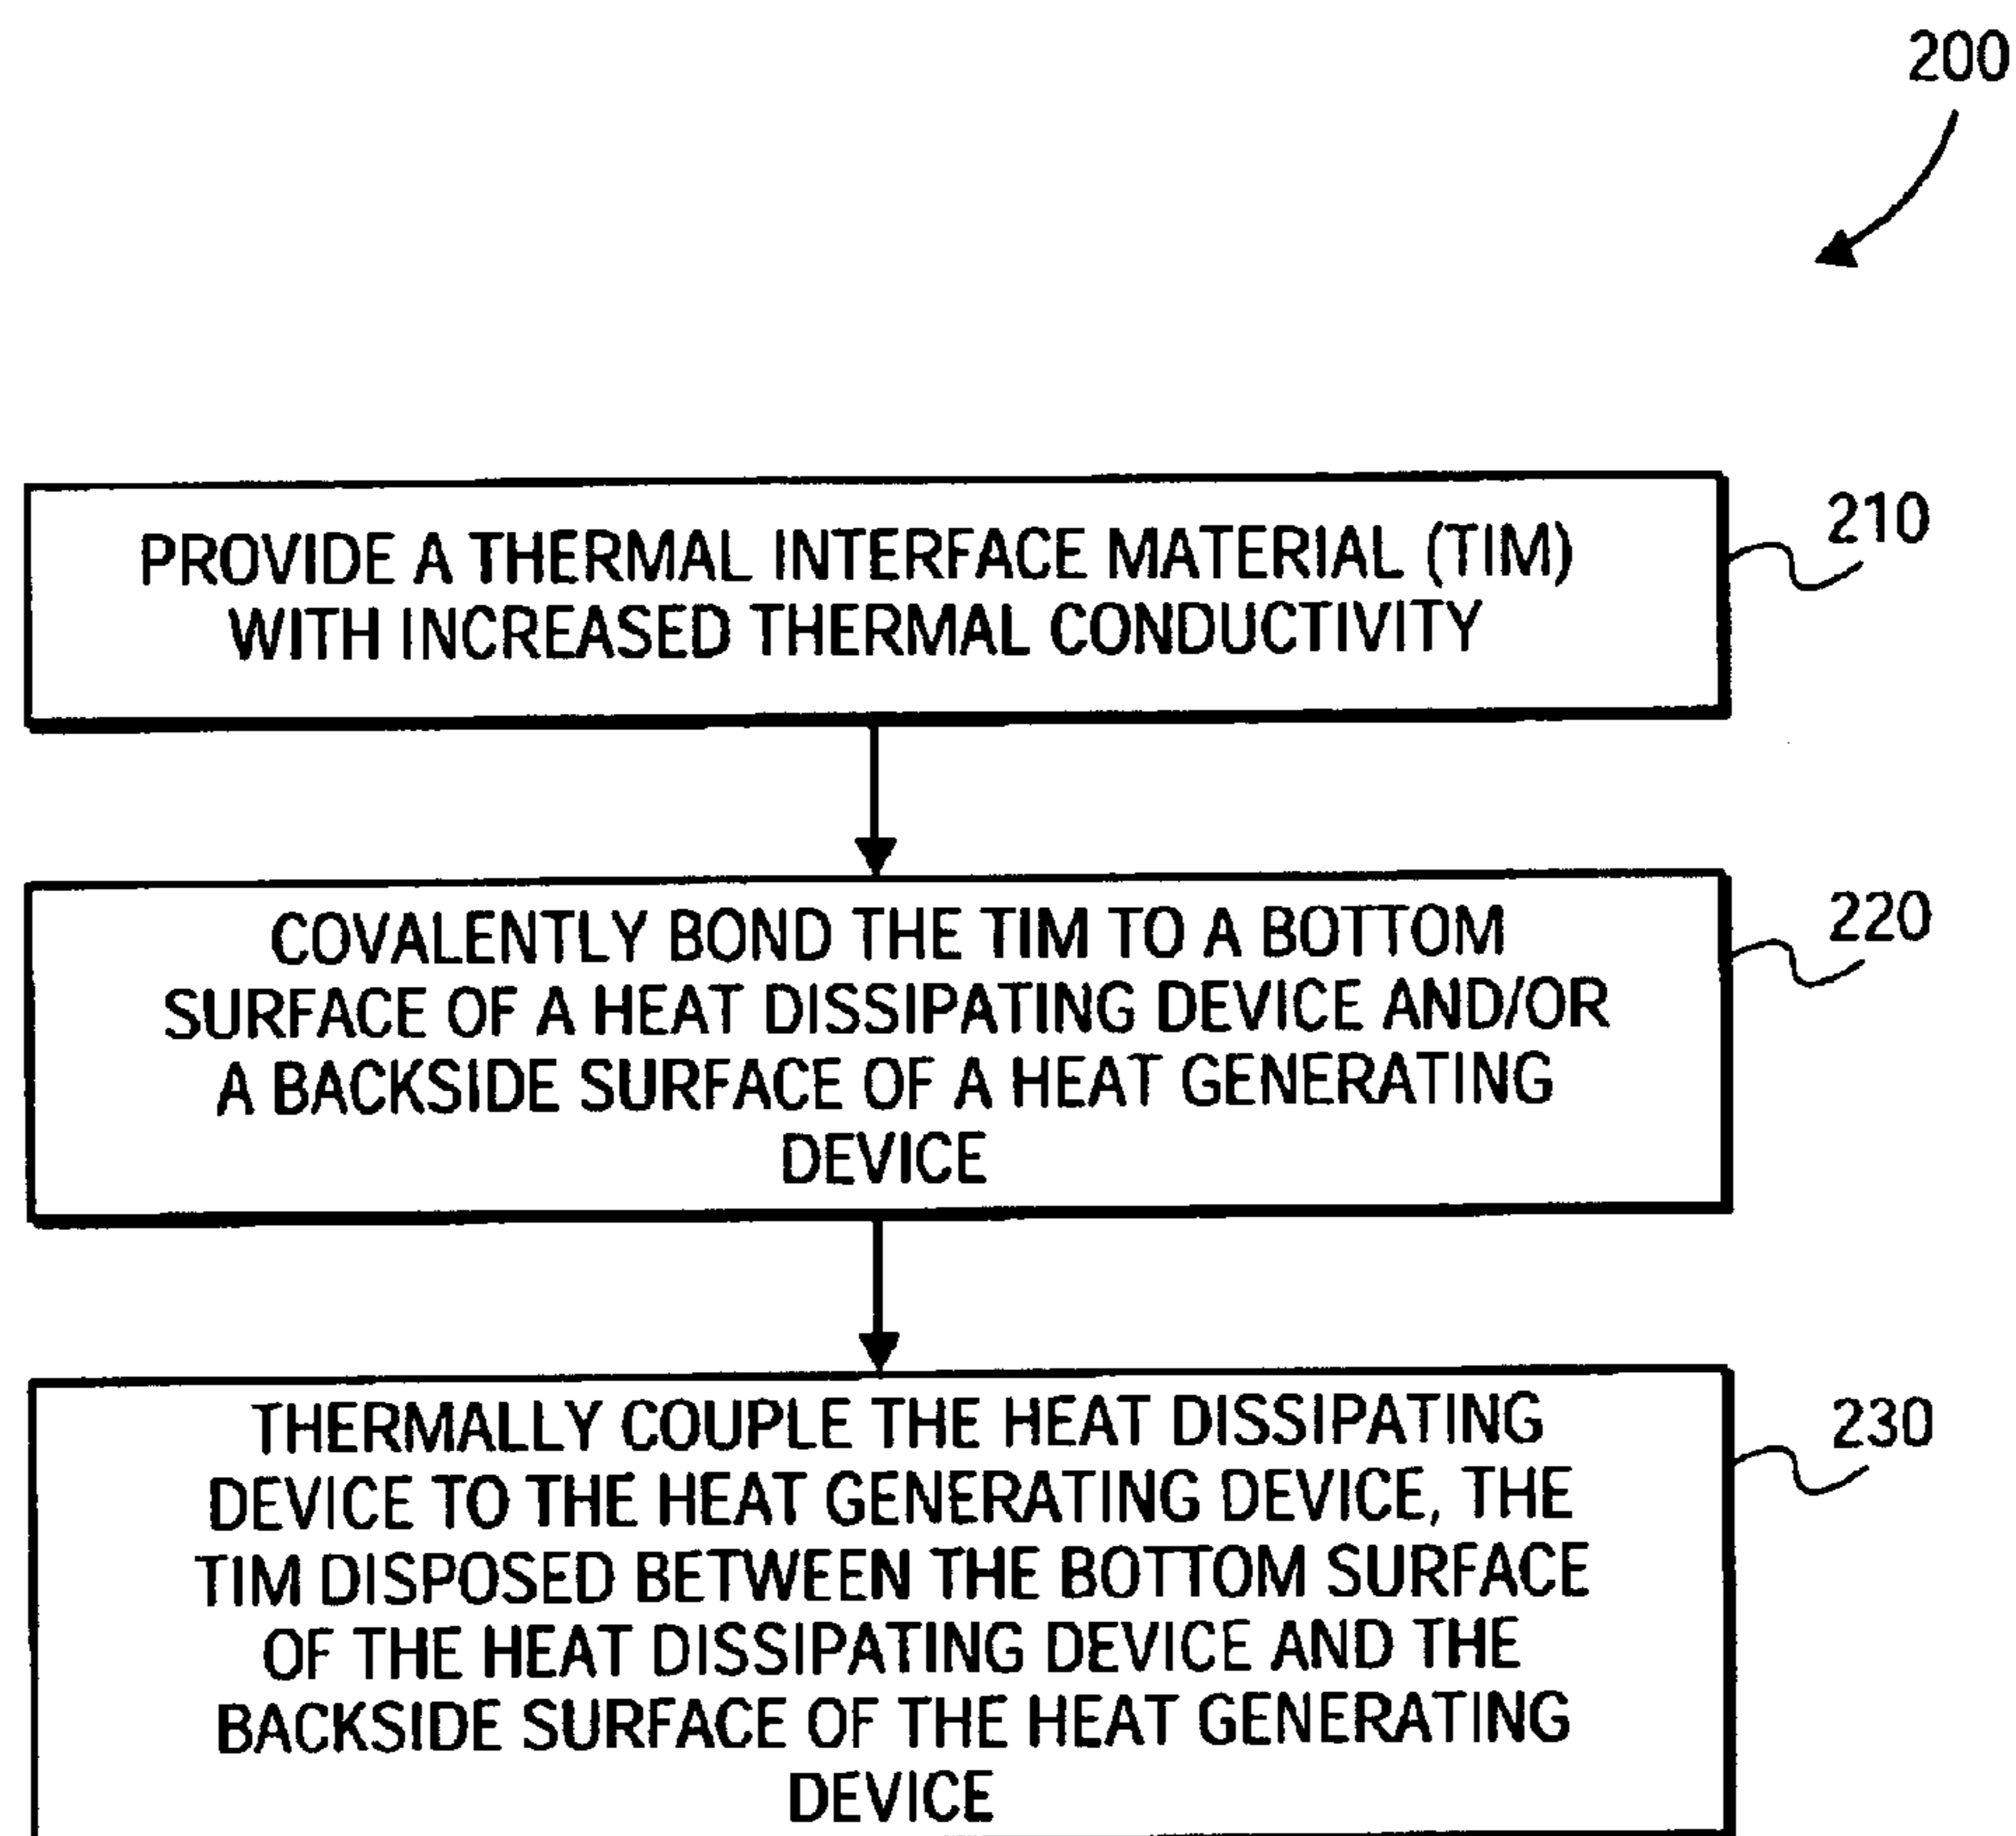 200
PROVIDE A THERMAL INTERFACE MATERIAL (TIM)
WITH INCREASED THERMAL CONDUCTIVITY
210
COVALENTLY BOND THE TIM TO A BOTTOM
SURFACE OF A HEAT DISSIPATING DEVICE AND/OR
A BACKSIDE SURFACE OF A HEAT GENERATING
DEVICE
220
THERMALLY COUPLE THE HEAT DISSIPATING
DEVICE TO THE HEAT GENERATING DEVICE, THE
TIM DISPOSED BETWEEN THE BOTTOM SURFACE
OF THE HEAT DISSIPATING DEVICE AND THE
BACKSIDE SURFACE OF THE HEAT GENERATING
DEVICE
230